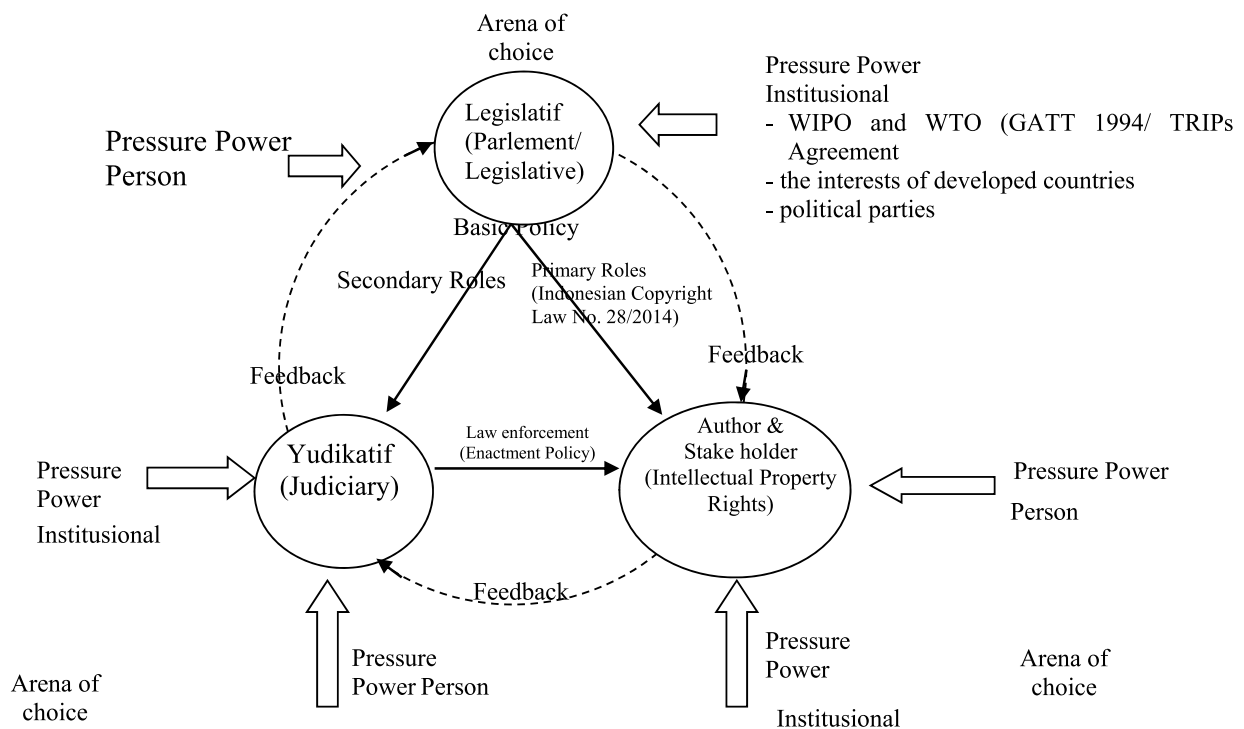 Arena of
choice
Pressure Power
Institusional
- WIPO and WTO (GATT 1994/ TRIPs
Agreement
- the interests of developed countries
- political parties
Legislatif
(Parlement/
Legislative)
Pressure Power
Person
Basic Policy
Secondary Roles
Primary Roles
(Indonesian Copyright
Law No. 28/2014)
Feedback
Feedback
Author &
Stake holder
(Intellectual Property
Rights)
Law enforcement
(Enactment Policy)
Yudikatif
(Judiciary)
Pressure
Power
Institusional
Pressure Power
Person
Feedback
Pressure
Power Person
Pressure
Power
Institusional
Arena of
choice
Arena of
choice